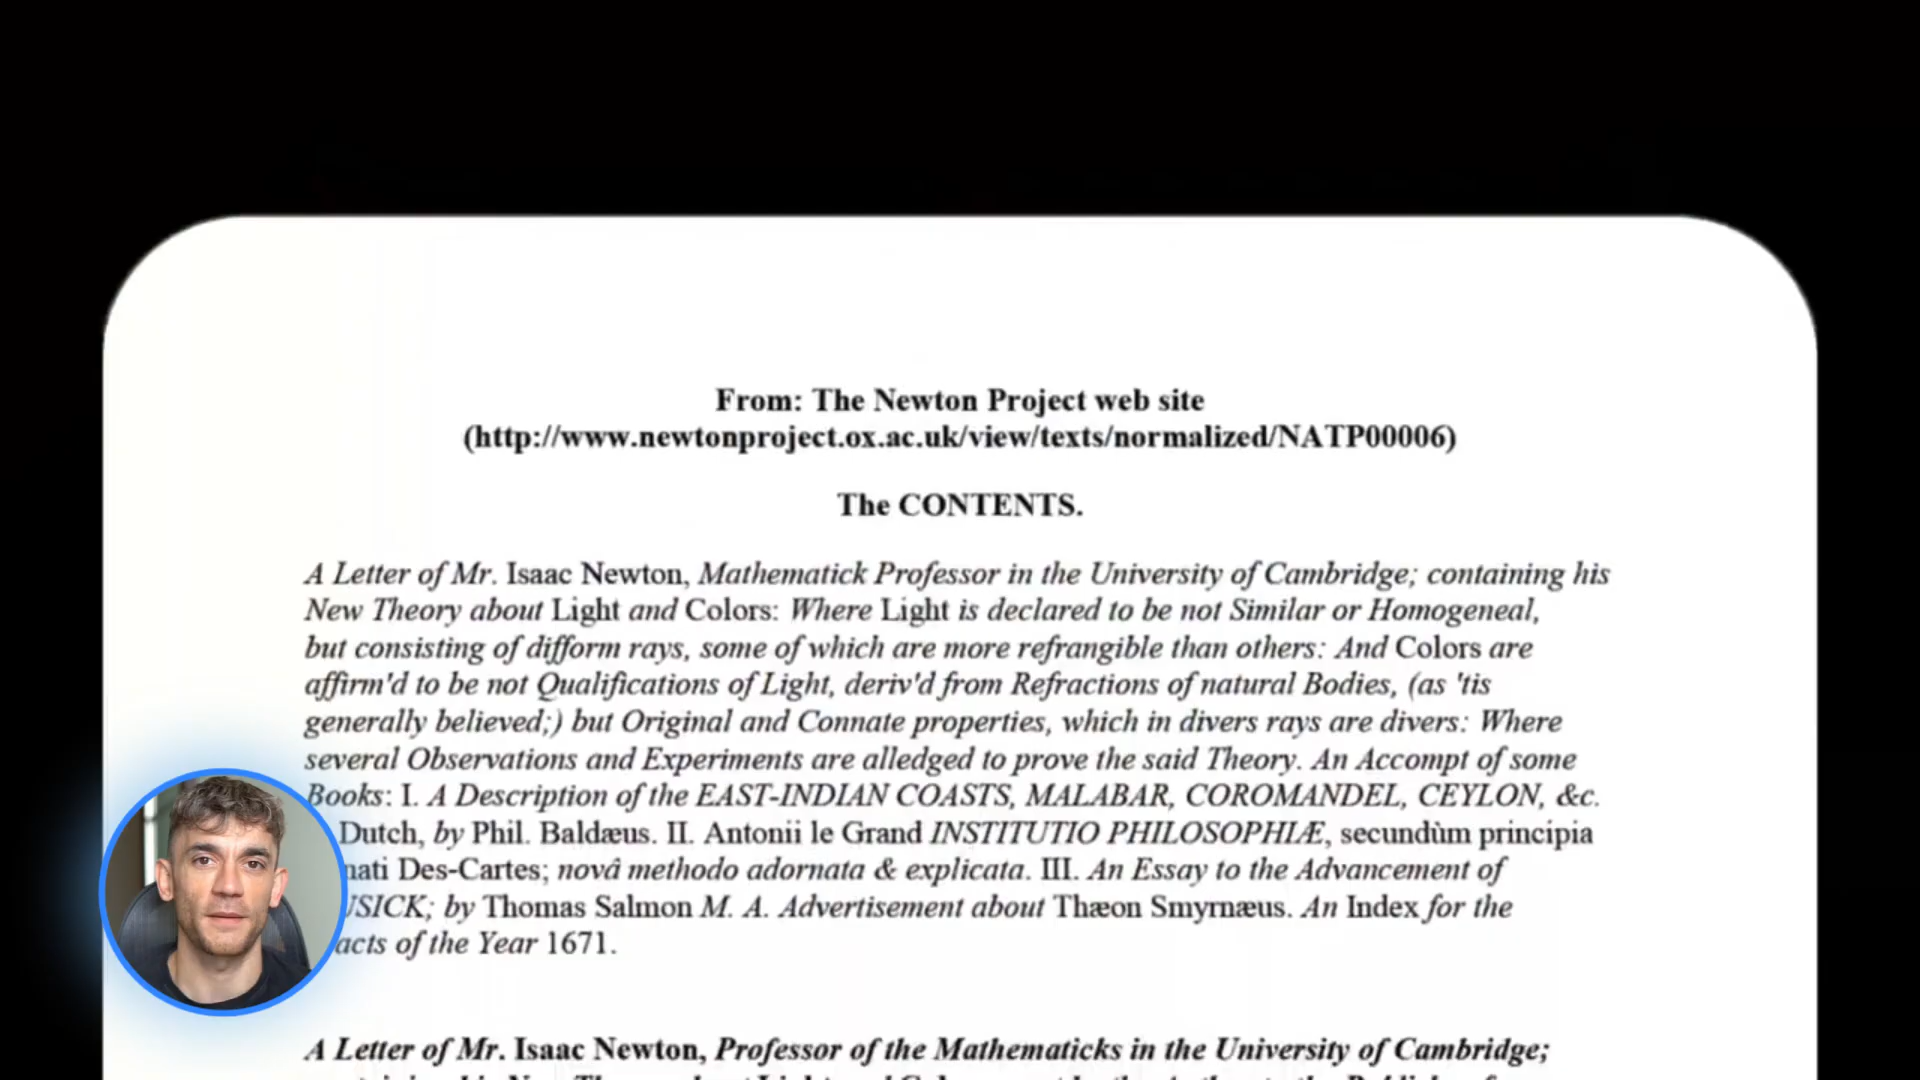 From: The Newton Project web site
(http://www.newtonproject.ox.ac.uk/view/texts/normalized/NATP00006)
The CONTENTS.
A Letter of Mr. Isaac Newton, Mathematick Professor in the University of Cambridge; containing his
New Theory about Light and Colors: Where Light is declared to be not Similar or Homogeneal,
but consisting of difform rays, some of which are more refrangible than others: And Colors are
affirm'd to be not Qualifications of Light, deriv'd from Refractions of natural Bodies, (as 'tis
generally believed;) but Original and Connate properties, which in divers rays are divers: Where
several Observations and Experiments are alledged to prove the said Theory. An Accompt of some
Books: I. A Description of the EAST-INDIAN COASTS, MALABAR, COROMANDEL, CEYLON, &c.
Dutch, by Phil. Baldæus. II. Antonii le Grand INSTITUTIO PHILOSOPHIÆ, secundùm principia
nati Des-Cartes; novâ methodo adornata & explicata. III. An Essay to the Advancement of
USICK; by Thomas Salmon M. A. Advertisement about Thæon Smyrnæus. An Index for the
acts of the Year 1671.
A Letter of Mr. Isaac Newton, Professor of the Mathematicks in the University of Cambridge;